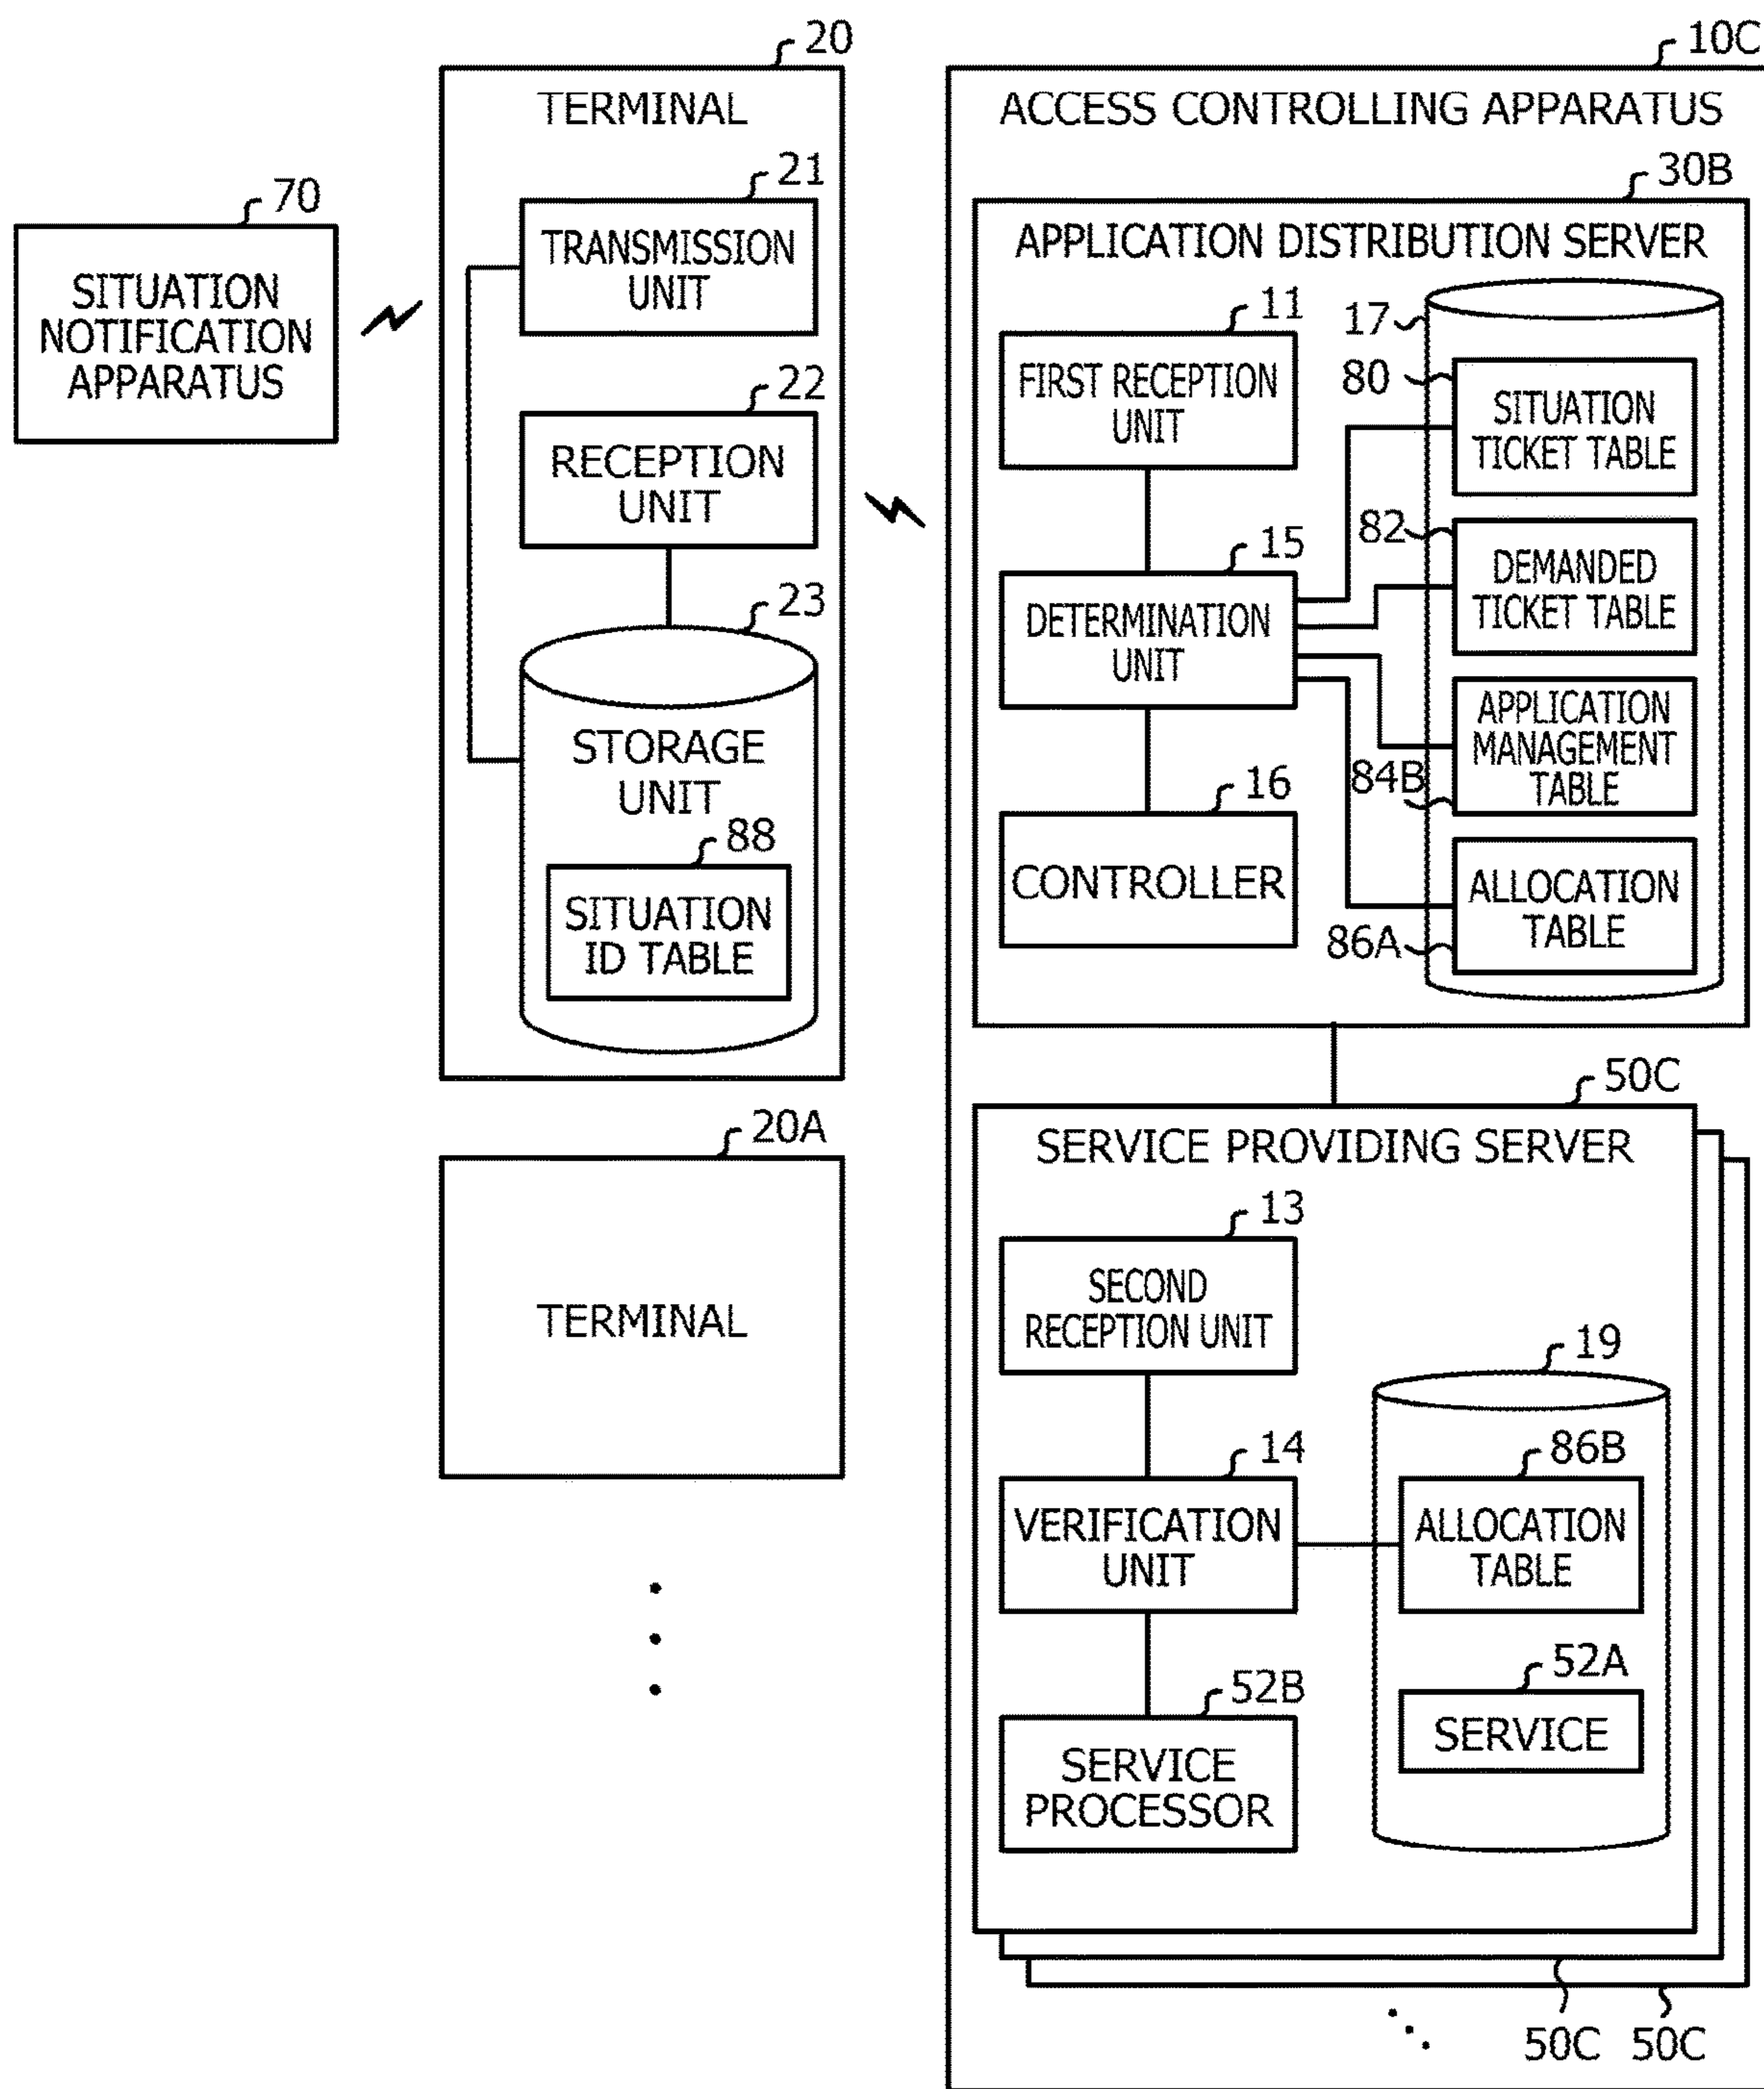 70
SITUATION
NOTIFICATION
APPARATUS
20
TERMINAL
21
TRANSMISSION
UNIT
22
RECEPTION
UNIT
23
STORAGE
UNIT
88
SITUATION
ID TABLE
20A
TERMINAL
10C
ACCESS CONTROLLING APPARATUS
30B
APPLICATION DISTRIBUTION SERVER
11
FIRST RECEPTION
UNIT
15
DETERMINATION
UNIT
16
CONTROLLER
17
80
SITUATION
TICKET TABLE
82
DEMANDED
TICKET TABLE
84B
APPLICATION
MANAGEMENT
TABLE
86A
ALLOCATION
TABLE
50C
SERVICE PROVIDING SERVER
13
SECOND
RECEPTION UNIT
14
VERIFICATION
UNIT
52B
SERVICE
PROCESSOR
19
86B
ALLOCATION
TABLE
52A
SERVICE
50C
50C